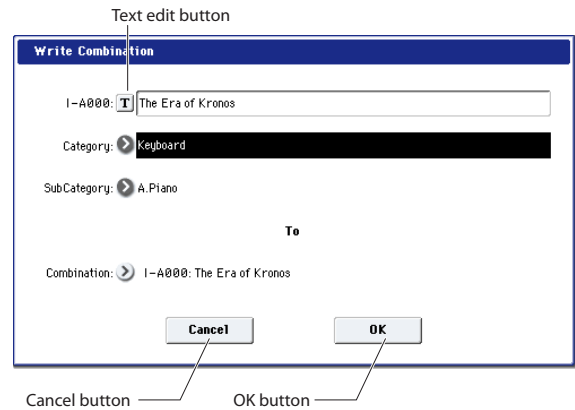 Text edit button
Write Combination
I-A000: T The Era of Kronos
Category: Keyboard
SubCategory: A.Piano
To
Combination: I-A000: The Era of Kronos
Cancel OK
Cancel button OK button